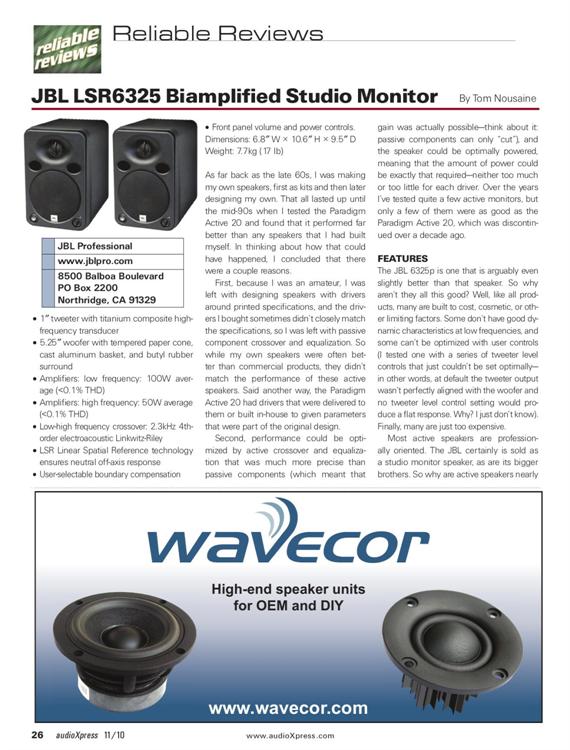 reliable
reviews
Reliable Reviews
JBL LSR6325 Biamplified Studio Monitor
By Tom Nousaine
JBL Professional
www.jblpro.com
8500 Balboa Boulevard
PO Box 2200
Northridge, CA 91329
• 1″ tweeter with titanium composite high-
frequency transducer
• 5.25″ woofer with tempered paper cone,
cast aluminum basket, and butyl rubber
surround
• Amplifiers: low frequency: 100W aver-
age (<0.1% THD)
• Amplifiers: high frequency: 50W average
(<0.1% THD)
• Low-high frequency crossover: 2.3kHz 4th-
order electroacoustic Linkwitz-Riley
• LSR Linear Spatial Reference technology
ensures neutral off-axis response
• User-selectable boundary compensation
• Front panel volume and power controls.
Dimensions: 6.8″ W × 10.6″ H × 9.5″ D
Weight: 7.7kg (17 lb)
As far back as the late 60s, I was making
my own speakers, first as kits and then later
designing my own. That all lasted up until
the mid-90s when I tested the Paradigm
Active 20 and found that it performed far
better than any speakers that I had built
myself. In thinking about how that could
have happened, I concluded that there
were a couple reasons.
First, because I was an amateur, I was
left with designing speakers with drivers
around printed specifications, and the driv-
ers I bought sometimes didn't closely match
the specifications, so I was left with passive
component crossover and equalization. So
while my own speakers were often bet-
ter than commercial products, they didn't
match the performance of these active
speakers. Said another way, the Paradigm
Active 20 had drivers that were delivered to
them or built in-house to given parameters
that were part of the original design.
Second, performance could be opti-
mized by active crossover and equaliza-
tion that was much more precise than
passive components (which meant that
gain was actually possible—think about it:
passive components can only "cut"), and
the speaker could be optimally powered,
meaning that the amount of power could
be exactly that required—neither too much
or too little for each driver. Over the years
I've tested quite a few active monitors, but
only a few of them were as good as the
Paradigm Active 20, which was discontin-
ued over a decade ago.
FEATURES
The JBL 6325p is one that is arguably even
slightly better than that speaker. So why
aren't they all this good? Well, like all prod-
ucts, many are built to cost, cosmetic, or oth-
er limiting factors. Some don't have good dy-
namic characteristics at low frequencies, and
some can't be optimized with user controls
(I tested one with a series of tweeter level
controls that just couldn't be set optimally—
in other words, at default the tweeter output
wasn't perfectly aligned with the woofer and
no tweeter level control setting would pro-
duce a flat response. Why? I just don't know).
Finally, many are just too expensive.
Most active speakers are profession-
ally oriented. The JBL certainly is sold as
a studio monitor speaker, as are its bigger
brothers. So why are active speakers nearly
wavecor
High-end speaker units
for OEM and DIY
www.wavecor.com
26 audioXpress 11/10
www.audioXpress.com